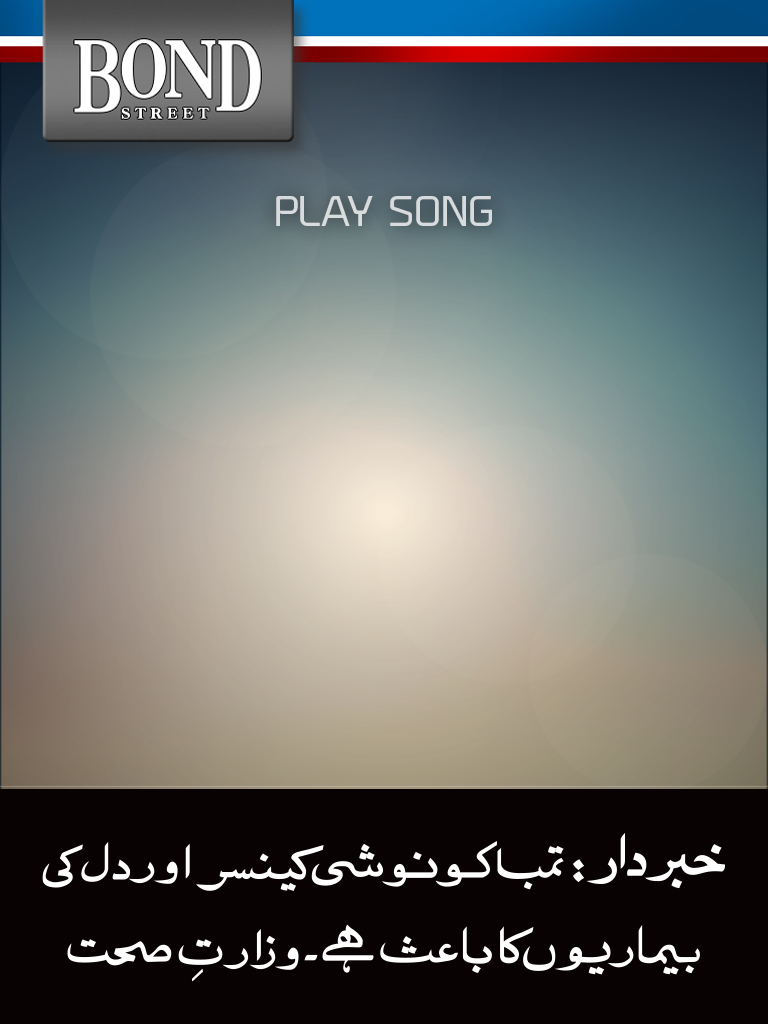 BOND
STREET
PLAY SONG
خبردار: تمباکونوشی کینسر اور دل کی
بیماریوں کا باعث ہے۔ وزارتِ صحت